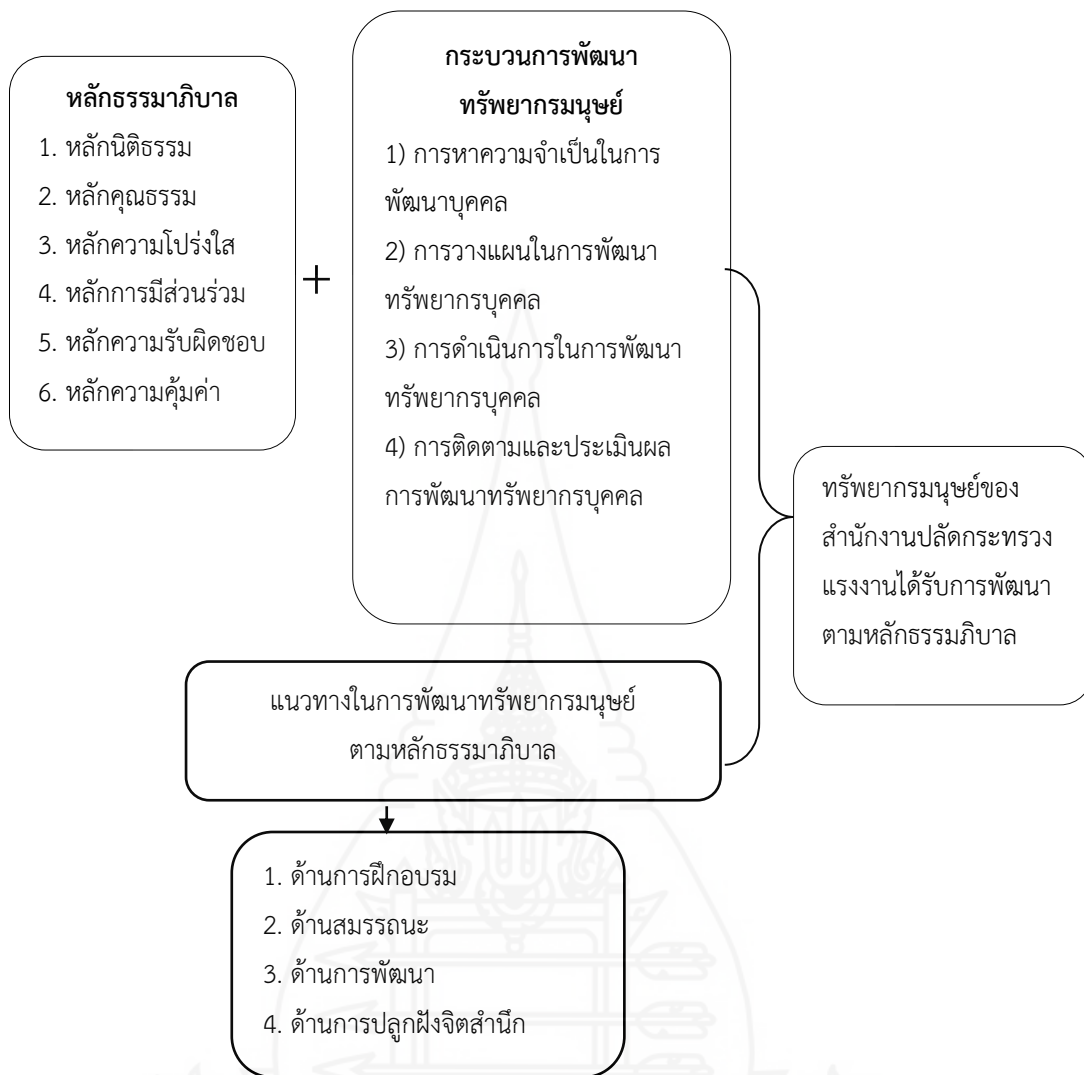 หลักธรรมาภิบาล
1. หลักนิติธรรม
2. หลักคุณธรรม
3. หลักความโปร่งใส
4. หลักการมีส่วนร่วม
5. หลักความรับผิดชอบ
6. หลักความคุ้มค่า
+
กระบวนการพัฒนา
ทรัพยากรมนุษย์
1) การหาความจำเป็นในการ
พัฒนาบุคคล
2) การวางแผนในการพัฒนา
ทรัพยากรบุคคล
3) การดำเนินการในการพัฒนา
ทรัพยากรบุคคล
4) การติดตามและประเมินผล
การพัฒนาทรัพยากรบุคคล
ทรัพยากรมนุษย์ของ
สำนักงานปลัดกระทรวง
แรงงานได้รับการพัฒนา
ตามหลักธรรมภิบาล
แนวทางในการพัฒนาทรัพยากรมนุษย์
ตามหลักธรรมาภิบาล
1. ด้านการฝึกอบรม
2. ด้านสมรรถนะ
3. ด้านการพัฒนา
4. ด้านการปลูกฝังจิตสำนึก